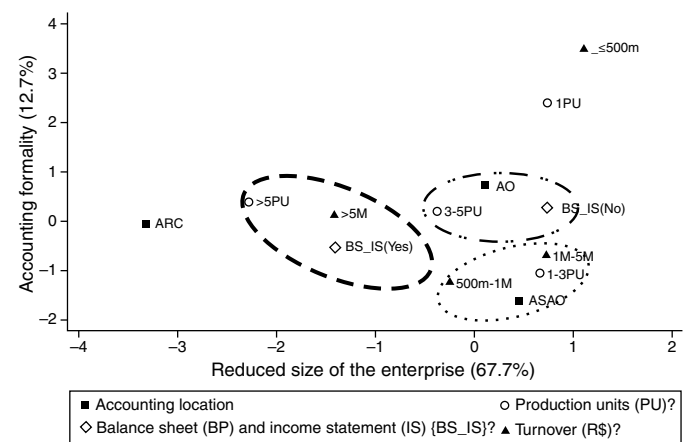 4
3
2
1
0
−1
−2
Accounting formality (12.7%)
_≤500m
1PU
AO
>5PU
3-5PU
BS_IS(No)
>5M
ARC
BS_IS(Yes)
1M-5M
1-3PU
500m-1M
ASAO
−4 −3 −2 −1 0 1 2
Reduced size of the enterprise (67.7%)
Accounting location Production units (PU)?
Balance sheet (BP) and income statement (IS) {BS_IS}? Turnover (R$)?